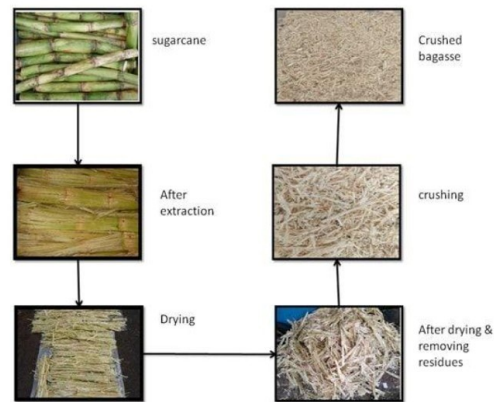 sugarcane
After
extraction
Drying
After drying &
removing
residues
crushing
Crushed
bagasse